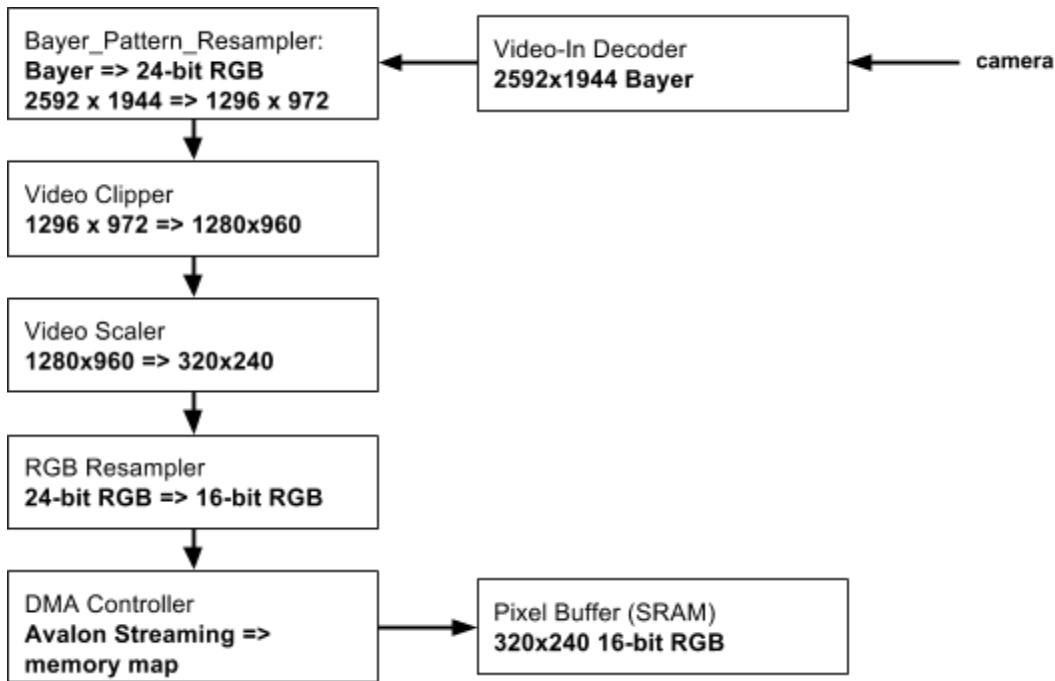 camera
Video-In Decoder
2592x1944 Bayer
Bayer_Pattern_Resampler:
Bayer => 24-bit RGB
2592 x 1944 => 1296 x 972
Video Clipper
1296 x 972 => 1280x960
Video Scaler
1280x960 => 320x240
RGB Resampler
24-bit RGB => 16-bit RGB
DMA Controller
Avalon Streaming =>
memory map
Pixel Buffer (SRAM)
320x240 16-bit RGB